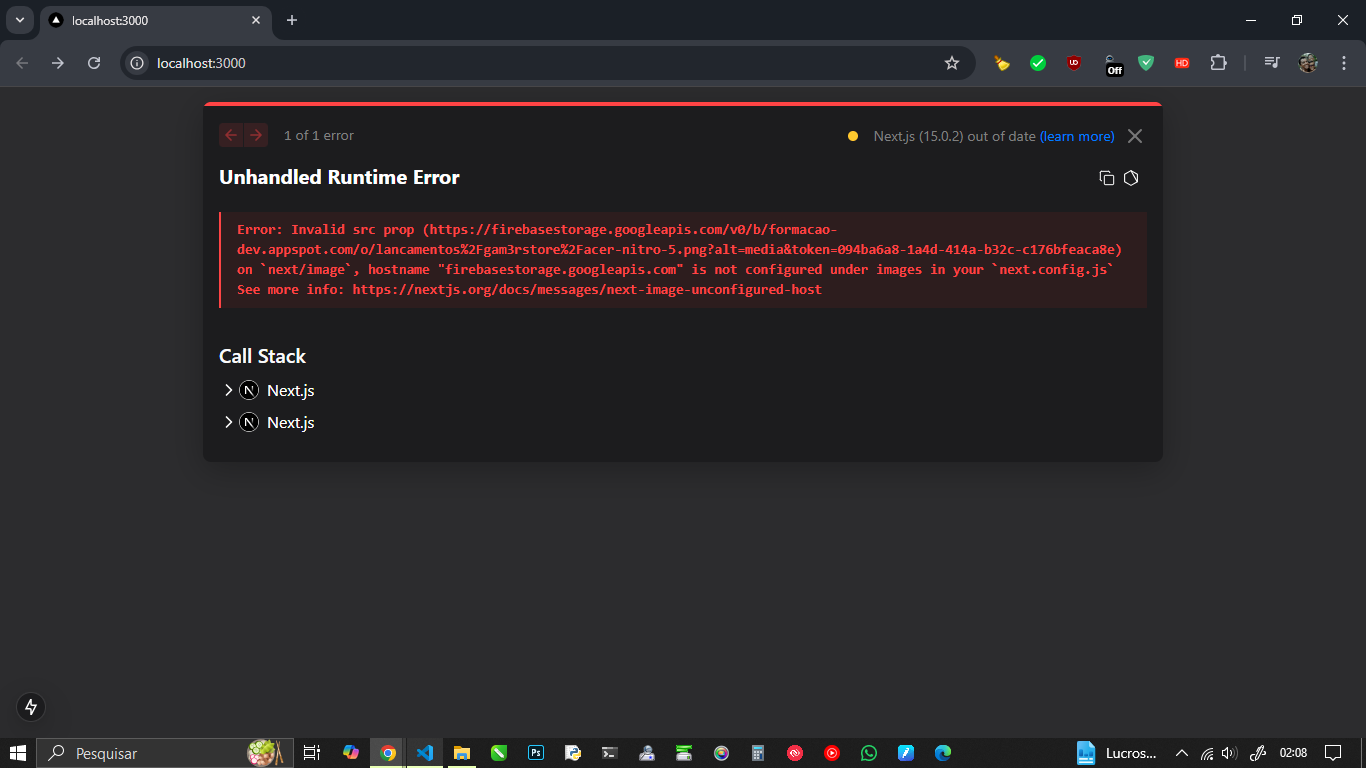 localhost:3000
localhost:3000
UD
Off
HD
1 of 1 error
Next.js (15.0.2) out of date (learn more)
Unhandled Runtime Error
Error: Invalid src prop (https://firebasestorage.googleapis.com/v0/b/formacao-
dev.appspot.com/o/lancamentos%2Fgam3rstore%2Facer-nitro-5.png?alt=media&token=094ba6a8-1a4d-414a-b32c-c176bfeaca8e)
on `next/image`, hostname "firebasestorage.googleapis.com" is not configured under images in your `next.config.js`
See more info: https://nextjs.org/docs/messages/next-image-unconfigured-host
Call Stack
N Next.js
N Next.js
Pesquisar
Ps
Lucros...
02:08